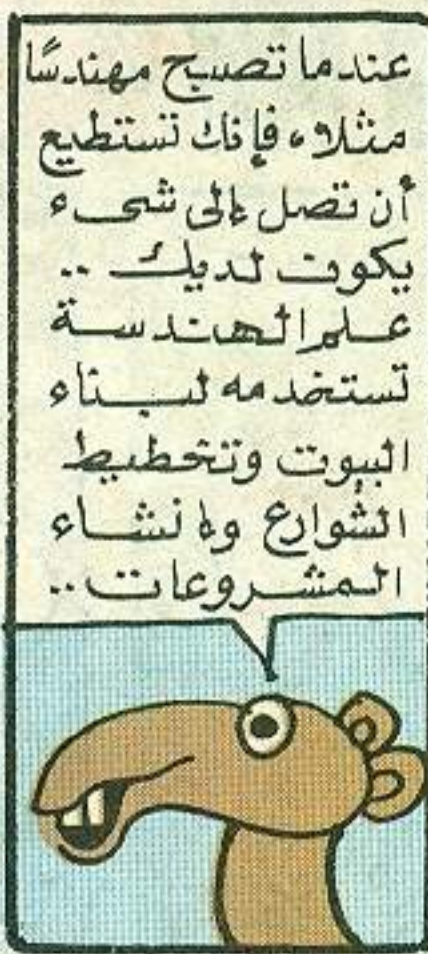 عندما تصبح مهندسًا
مثلاً، فإنك تستطيع
أن تصل إلى شيء
يكون لديك ..
علم الهندسة
تستخدمه لبناء
البيوت وتخطيط
الشوارع وإنشاء
المشروعات ..